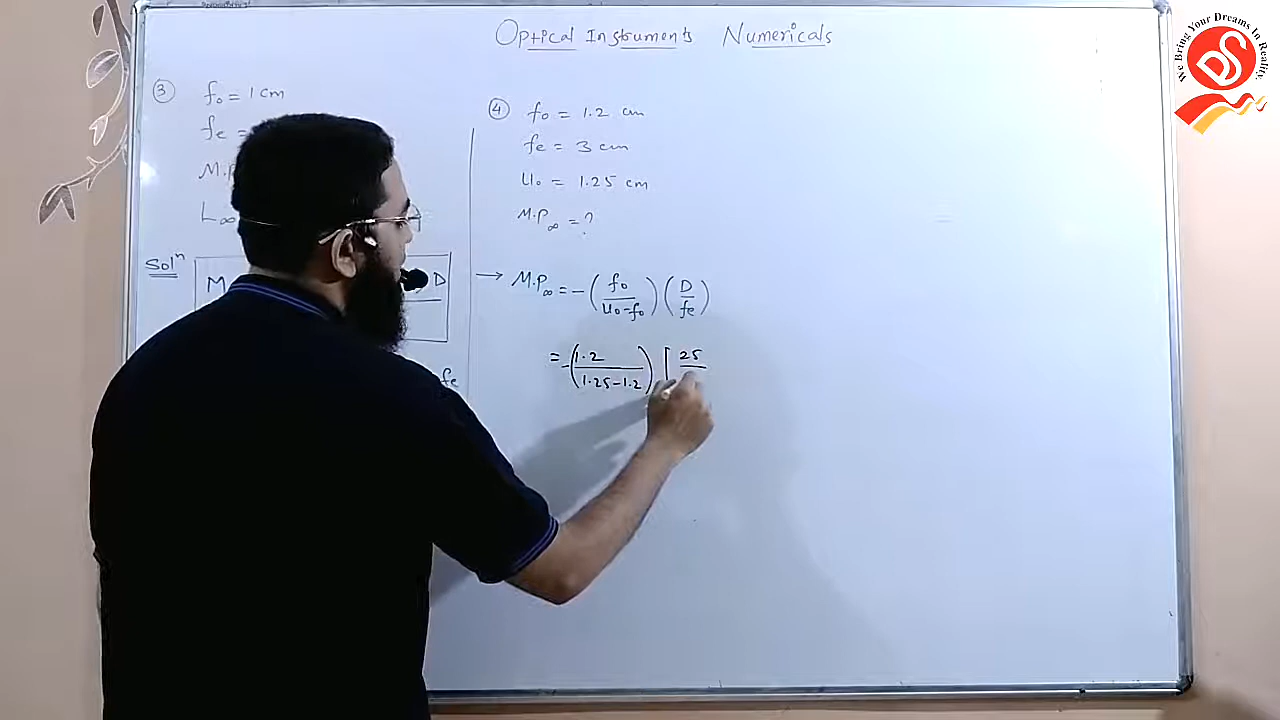 Optical Instruments Numericals
We Bring Your Dreams In Reality.
DS
③ fo = 1 cm
fe =
M.P
L∞
Solⁿ
M D
fe
④ fo = 1.2 cm
fe = 3 cm
uo = 1.25 cm
M.P∞ = ?
→ M.P∞ = - (fo/uo-fo) (D/fe)
= -(1.2/1.25-1.2) [25